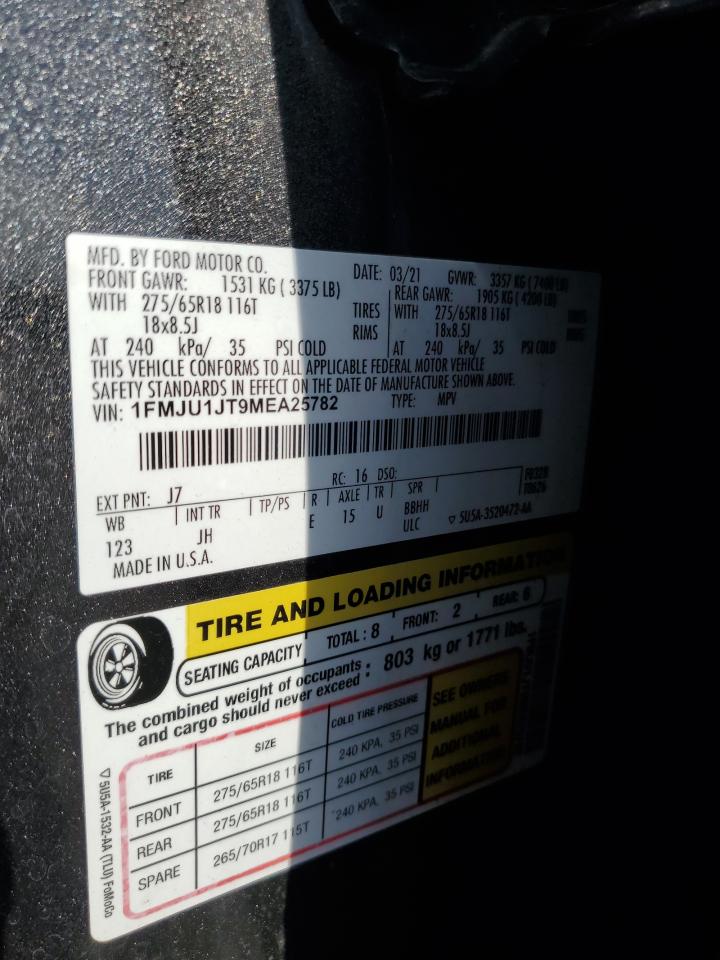 MFD. BY FORD MOTOR CO.
DATE: 03/21 GVWR: 3357 KG (7400 LB)
FRONT GAWR: 1531 KG (3375 LB) REAR GAWR: 1905 KG (4200 LB)
WITH 275/65R18 116T TIRES WITH 275/65R18 116T TIRES
18x8.5J RIMS 18x8.5J RIMS
AT 240 kPa/ 35 PSI COLD AT 240 kPa/ 35 PSI COLD
THIS VEHICLE CONFORMS TO ALL APPLICABLE FEDERAL MOTOR VEHICLE
SAFETY STANDARDS IN EFFECT ON THE DATE OF MANUFACTURE SHOWN ABOVE.
VIN: 1FMJU1JT9MEA25782 TYPE: MPV
EXT PNT: J7 RC: 16 DSO:
WB INT TR TP/PS R AXLE TR SPR
123 JH E 15 U BBHH
ULC
MADE IN U.S.A. 5U5A-3520472-AA
TIRE AND LOADING INFORMATION
SEATING CAPACITY TOTAL: 8 FRONT: 2 REAR: 6
The combined weight of occupants
and cargo should never exceed : 803 kg or 1771 lbs.
TIRE SIZE COLD TIRE PRESSURE
FRONT 275/65R18 116T 240 KPA, 35 PSI
REAR 275/65R18 116T 240 KPA, 35 PSI
SPARE 265/70R17 115T 240 KPA, 35 PSI
SEE OWNERS
MANUAL FOR
ADDITIONAL
INFORMATION
5U5A-1532-AA (TLU) FoMoCo